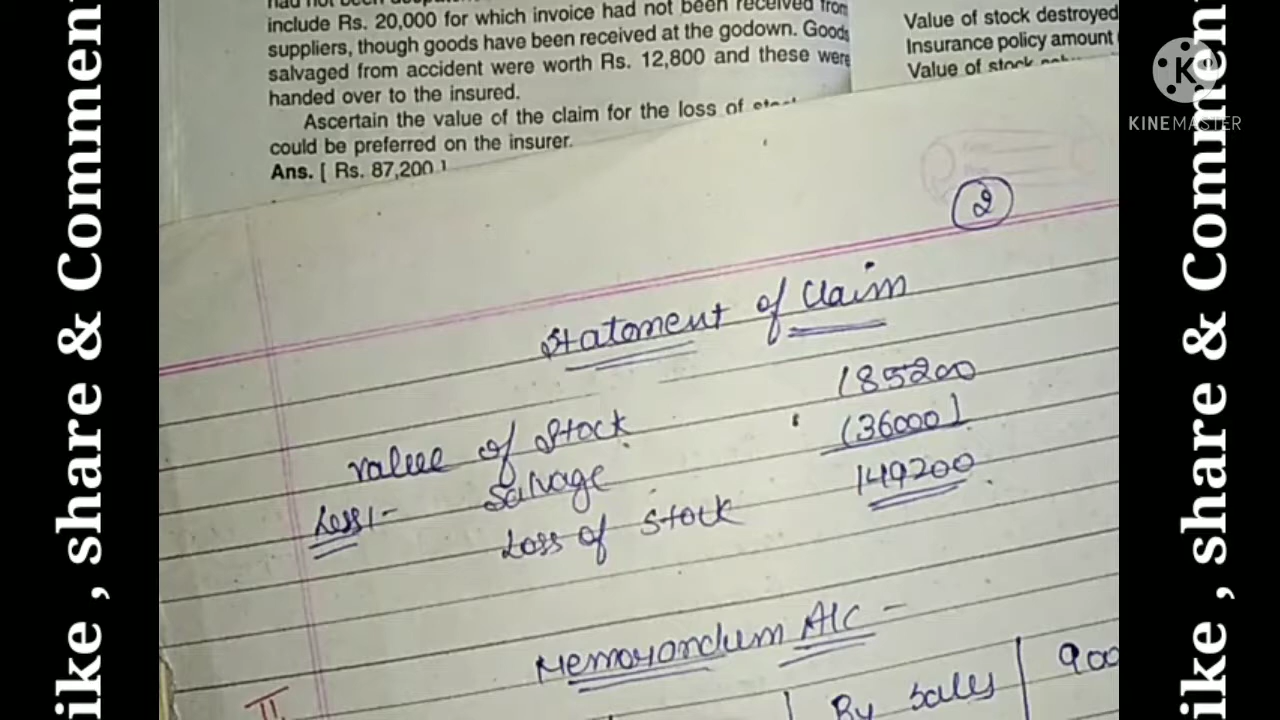 include Rs. 20,000 for which invoice had not been received from
suppliers, though goods have been received at the godown. Goods
salvaged from accident were worth Rs. 12,800 and these were
handed over to the insured.
Ascertain the value of the claim for the loss of
could be preferred on the insurer.
Ans. [ Rs. 87,200 ]
Value of stock destroyed
Insurance policy amount
Value of stock
K
KINEMASTER
2
Statement of Claim
Value of Stock 185200
Less:- Salvage (36000)
Loss of Stock 149200
Memorandum A/C -
II
By Sales 900
ike , share & Commen
ike , share & Commen